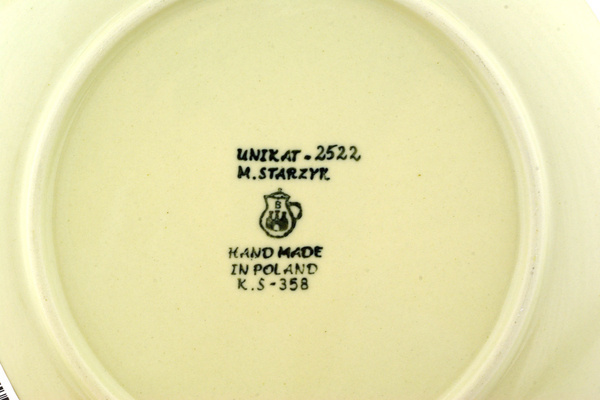 UNIKAT - 2522
M. STARZYK
B
HAND MADE
IN POLAND
K.S - 358